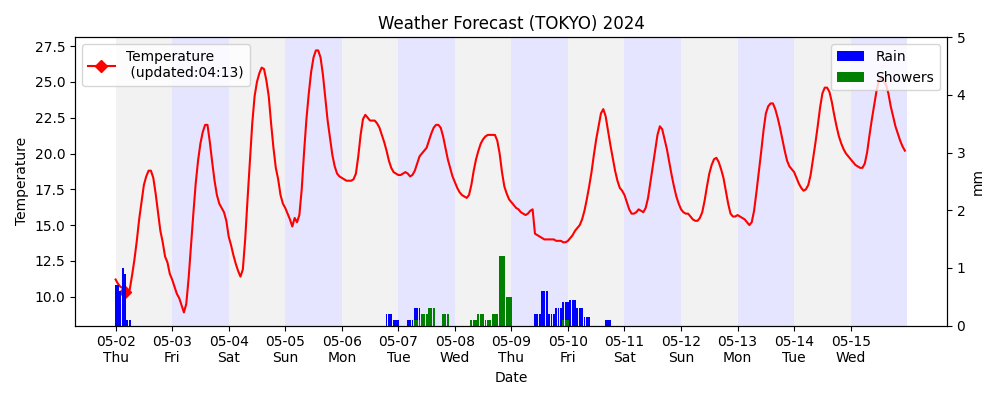 Weather Forecast (TOKYO) 2024
Temperature
(updated:04:13)
Rain
Showers
27.5
25.0
22.5
20.0
17.5
15.0
12.5
10.0
Temperature
5
4
3
2
1
0
mm
05-02 05-03 05-04 05-05 05-06 05-07 05-08 05-09 05-10 05-11 05-12 05-13 05-14 05-15
Thu Fri Sat Sun Mon Tue Wed Thu Fri Sat Sun Mon Tue Wed
Date